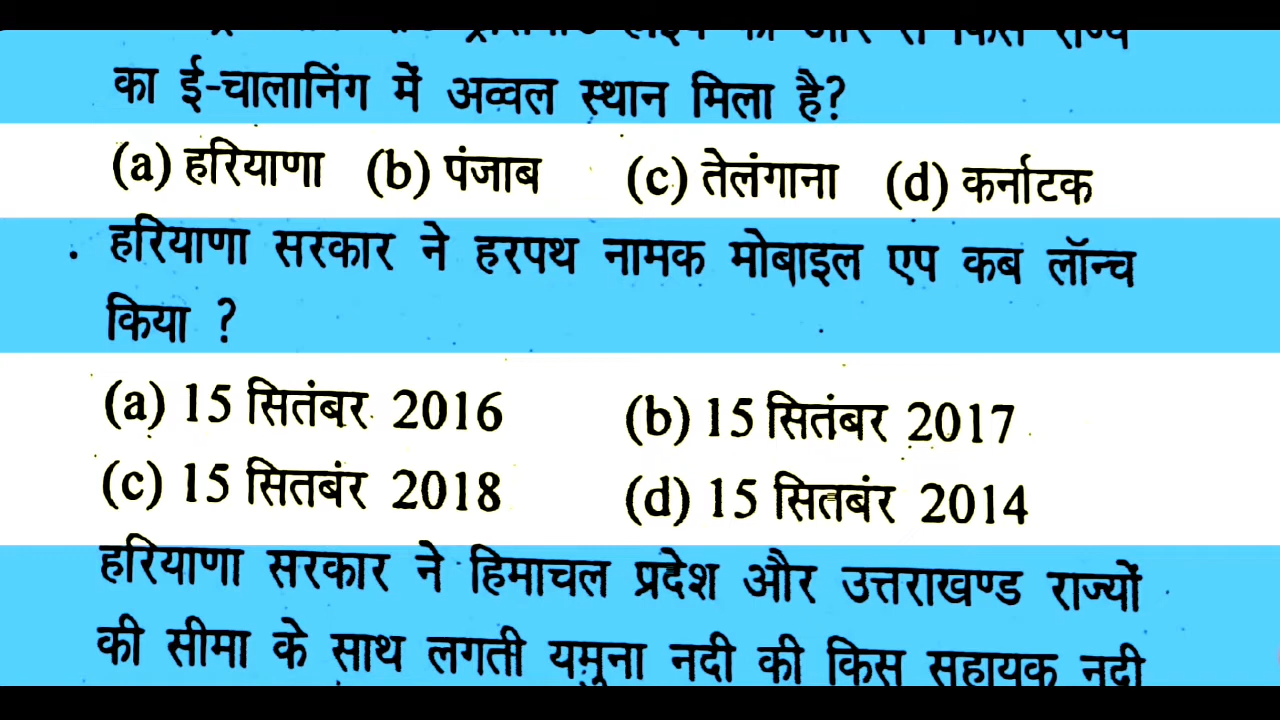 का ई-चालानिंग में अव्वल स्थान मिला है?
(a) हरियाणा (b) पंजाब (c) तेलंगाना (d) कर्नाटक
. हरियाणा सरकार ने हरपथ नामक मोबाइल एप कब लॉन्च
किया ?
(a) 15 सितंबर 2016 (b) 15 सितंबर 2017
(c) 15 सितबंर 2018 (d) 15 सितबंर 2014
हरियाणा सरकार ने हिमाचल प्रदेश और उत्तराखण्ड राज्यों
की सीमा के साथ लगती यमुना नदी की किस सहायक नदी